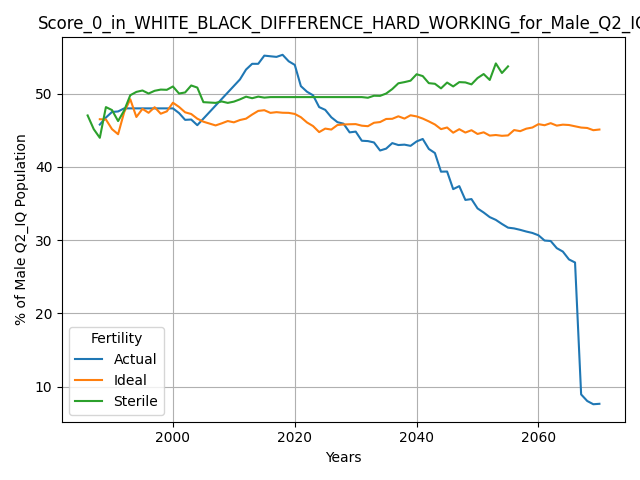 Score_0_in_WHITE_BLACK_DIFFERENCE_HARD_WORKING_for_Male_Q2_IQ
% of Male Q2_IQ Population
50
40
30
20
10
Fertility
Actual
Ideal
Sterile
2000
2020
2040
2060
Years